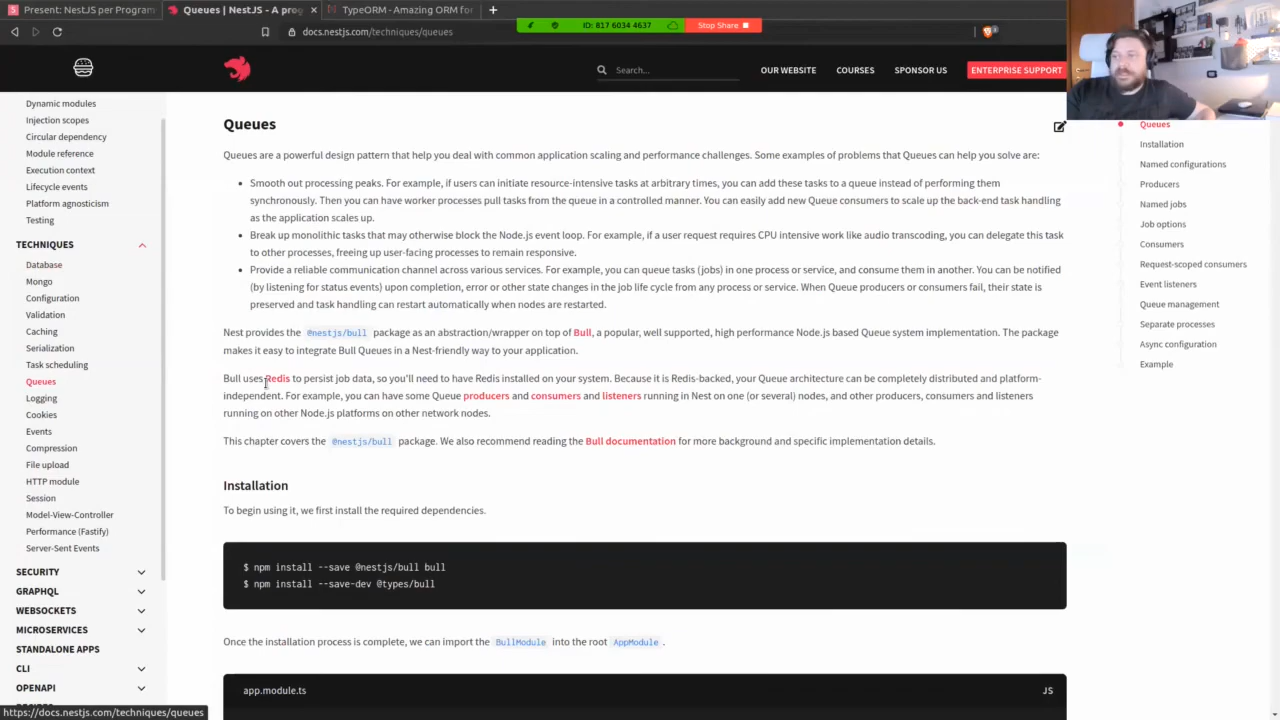 Present: NestJS per Program
Queues | NestJS - A prog
TypeORM - Amazing ORM for
ID: 817 6034 4637
Stop Share
docs.nestjs.com/techniques/queues
Search...
OUR WEBSITE
COURSES
SPONSOR US
ENTERPRISE SUPPORT
Dynamic modules
Injection scopes
Circular dependency
Module reference
Execution context
Lifecycle events
Platform agnosticism
Testing
TECHNIQUES
Database
Mongo
Configuration
Validation
Caching
Serialization
Task scheduling
Queues
Logging
Cookies
Events
Compression
File upload
HTTP module
Session
Model-View-Controller
Performance (Fastify)
Server-Sent Events
SECURITY
GRAPHQL
WEBSOCKETS
MICROSERVICES
STANDALONE APPS
CLI
OPENAPI
https://docs.nestjs.com/techniques/queues
Queues
Queues are a powerful design pattern that help you deal with common application scaling and performance challenges. Some examples of problems that Queues can help you solve are:
• Smooth out processing peaks. For example, if users can initiate resource-intensive tasks at arbitrary times, you can add these tasks to a queue instead of performing them
synchronously. Then you can have worker processes pull tasks from the queue in a controlled manner. You can easily add new Queue consumers to scale up the back-end task handling
as the application scales up.
• Break up monolithic tasks that may otherwise block the Node.js event loop. For example, if a user request requires CPU intensive work like audio transcoding, you can delegate this task
to other processes, freeing up user-facing processes to remain responsive.
• Provide a reliable communication channel across various services. For example, you can queue tasks (jobs) in one process or service, and consume them in another. You can be notified
(by listening for status events) upon completion, error or other state changes in the job life cycle from any process or service. When Queue producers or consumers fail, their state is
preserved and task handling can restart automatically when nodes are restarted.
Nest provides the @nestjs/bull package as an abstraction/wrapper on top of Bull, a popular, well supported, high performance Node.js based Queue system implementation. The package
makes it easy to integrate Bull Queues in a Nest-friendly way to your application.
Bull uses Redis to persist job data, so you'll need to have Redis installed on your system. Because it is Redis-backed, your Queue architecture can be completely distributed and platform-
independent. For example, you can have some Queue producers and consumers and listeners running in Nest on one (or several) nodes, and other producers, consumers and listeners
running on other Node.js platforms on other network nodes.
This chapter covers the @nestjs/bull package. We also recommend reading the Bull documentation for more background and specific implementation details.
Installation
To begin using it, we first install the required dependencies.
$ npm install --save @nestjs/bull bull
$ npm install --save-dev @types/bull
Once the installation process is complete, we can import the BullModule into the root AppModule .
app.module.ts
JS
Queues
Installation
Named configurations
Producers
Named jobs
Job options
Consumers
Request-scoped consumers
Event listeners
Queue management
Separate processes
Async configuration
Example